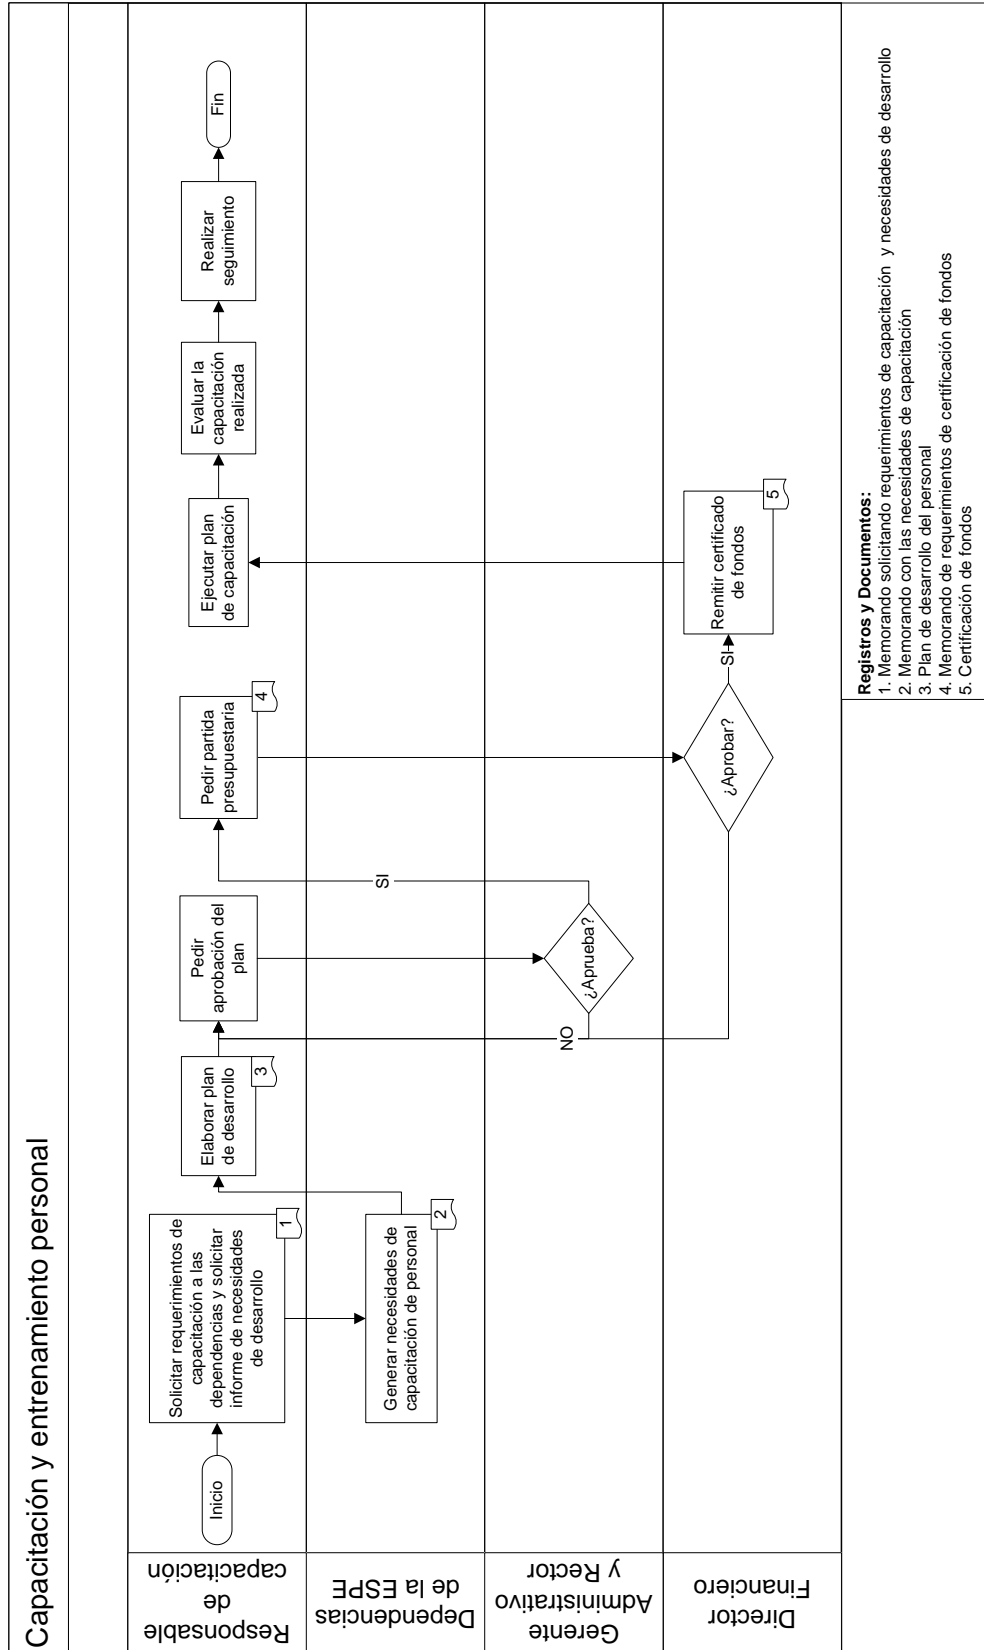 Capacitación y entrenamiento personal
Responsable
de
capacitación
Inicio
Solicitar requerimientos de
capacitación a las
dependencias y solicitar
informe de necesidades
de desarrollo
1
Elaborar plan
de desarrollo
3
Pedir
aprobación del
plan
Pedir partida
presupuestaria
4
Ejecutar plan
de capacitación
Evaluar la
capacitación
realizada
Realizar
seguimiento
Fin
Dependencias
de la ESPE
Generar necesidades de
capacitación de personal
2
SI
Gerente
Administrativo
y Rector
NO
¿Aprueba?
Director
Financiero
¿Aprobar?
SI
Remitir certificado
de fondos
5
Registros y Documentos:
1. Memorando solicitando requerimientos de capacitación y necesidades de desarrollo
2. Memorando con las necesidades de capacitación
3. Plan de desarrollo del personal
4. Memorando de requerimientos de certificación de fondos
5. Certificación de fondos